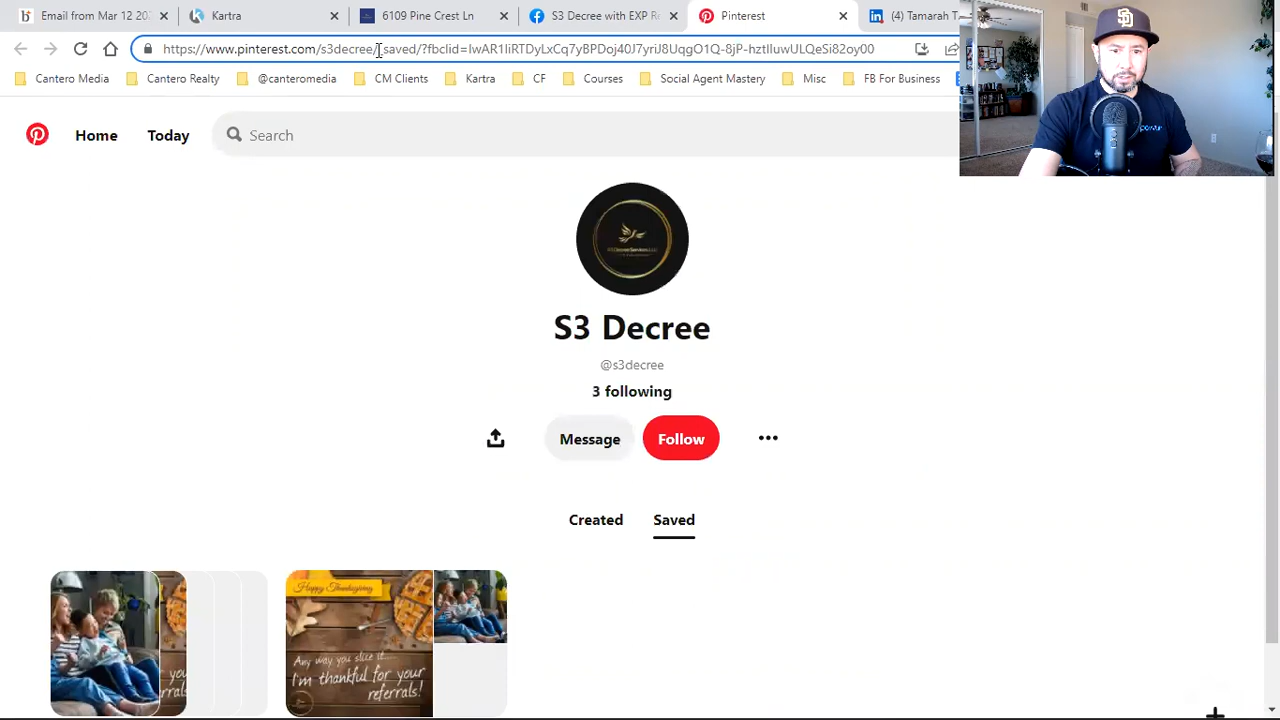 Email from Mar 12 20
Kartra
6109 Pine Crest Ln
S3 Decree with EXP Re
Pinterest
(4) Tamarah T
https://www.pinterest.com/s3decree/_saved/?fbclid=IwAR1IiRTDyLxCq7yBPDoj40J7yriJ8UqgO1Q-8jP-hztIIuwULQeSi82oy00
Cantero Media
Cantero Realty
@canteromedia
CM Clients
Kartra
CF
Courses
Social Agent Mastery
Misc
FB For Business
Home
Today
Search
S3 Decree
@s3decree
3 following
Message
Follow
Created
Saved
Happy Thanksgiving
Any way you slice it....
I'm thankful for your
referrals!